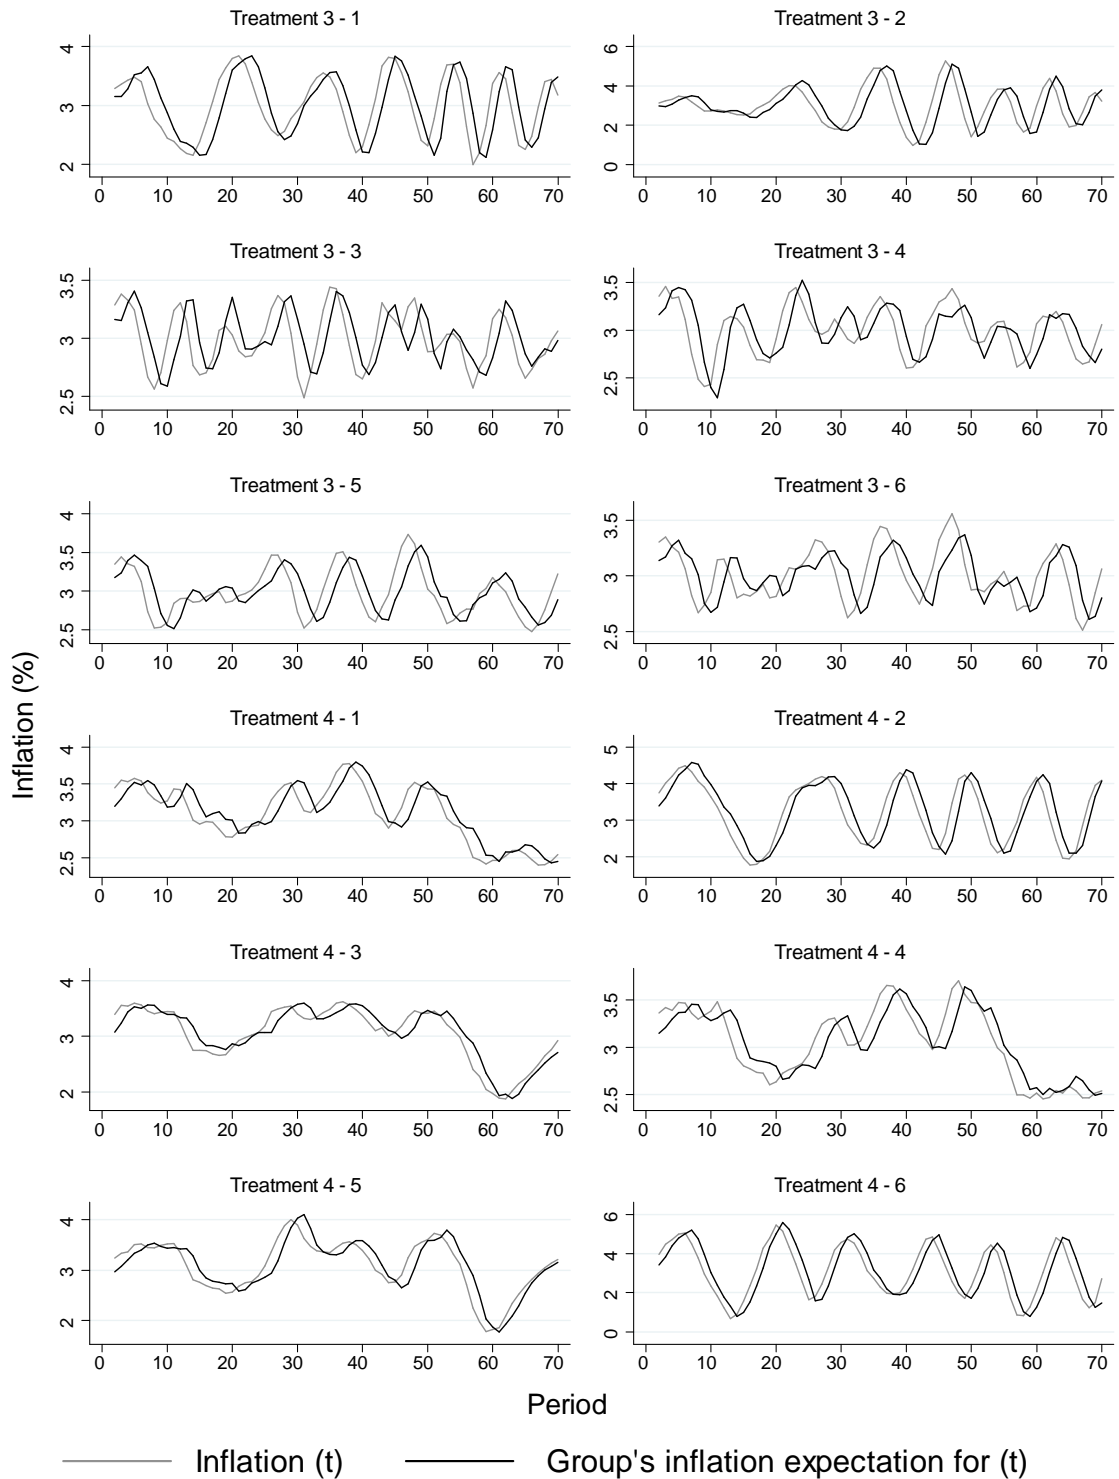 Treatment 3 - 1
4
3
2
0 10 20 30 40 50 60 70
Treatment 3 - 2
6
4
2
0
0 10 20 30 40 50 60 70
Treatment 3 - 3
3.5
3
2.5
0 10 20 30 40 50 60 70
Treatment 3 - 4
3.5
3
2.5
0 10 20 30 40 50 60 70
Treatment 3 - 5
4
3.5
3
2.5
0 10 20 30 40 50 60 70
Treatment 3 - 6
3.5
3
2.5
0 10 20 30 40 50 60 70
Inflation (%)
Treatment 4 - 1
4
3.5
3
2.5
0 10 20 30 40 50 60 70
Treatment 4 - 2
5
4
3
2
0 10 20 30 40 50 60 70
Treatment 4 - 3
4
3
2
0 10 20 30 40 50 60 70
Treatment 4 - 4
3.5
3
2.5
0 10 20 30 40 50 60 70
Treatment 4 - 5
4
3
2
0 10 20 30 40 50 60 70
Treatment 4 - 6
6
4
2
0
0 10 20 30 40 50 60 70
Period
Inflation (t)
Group's inflation expectation for (t)